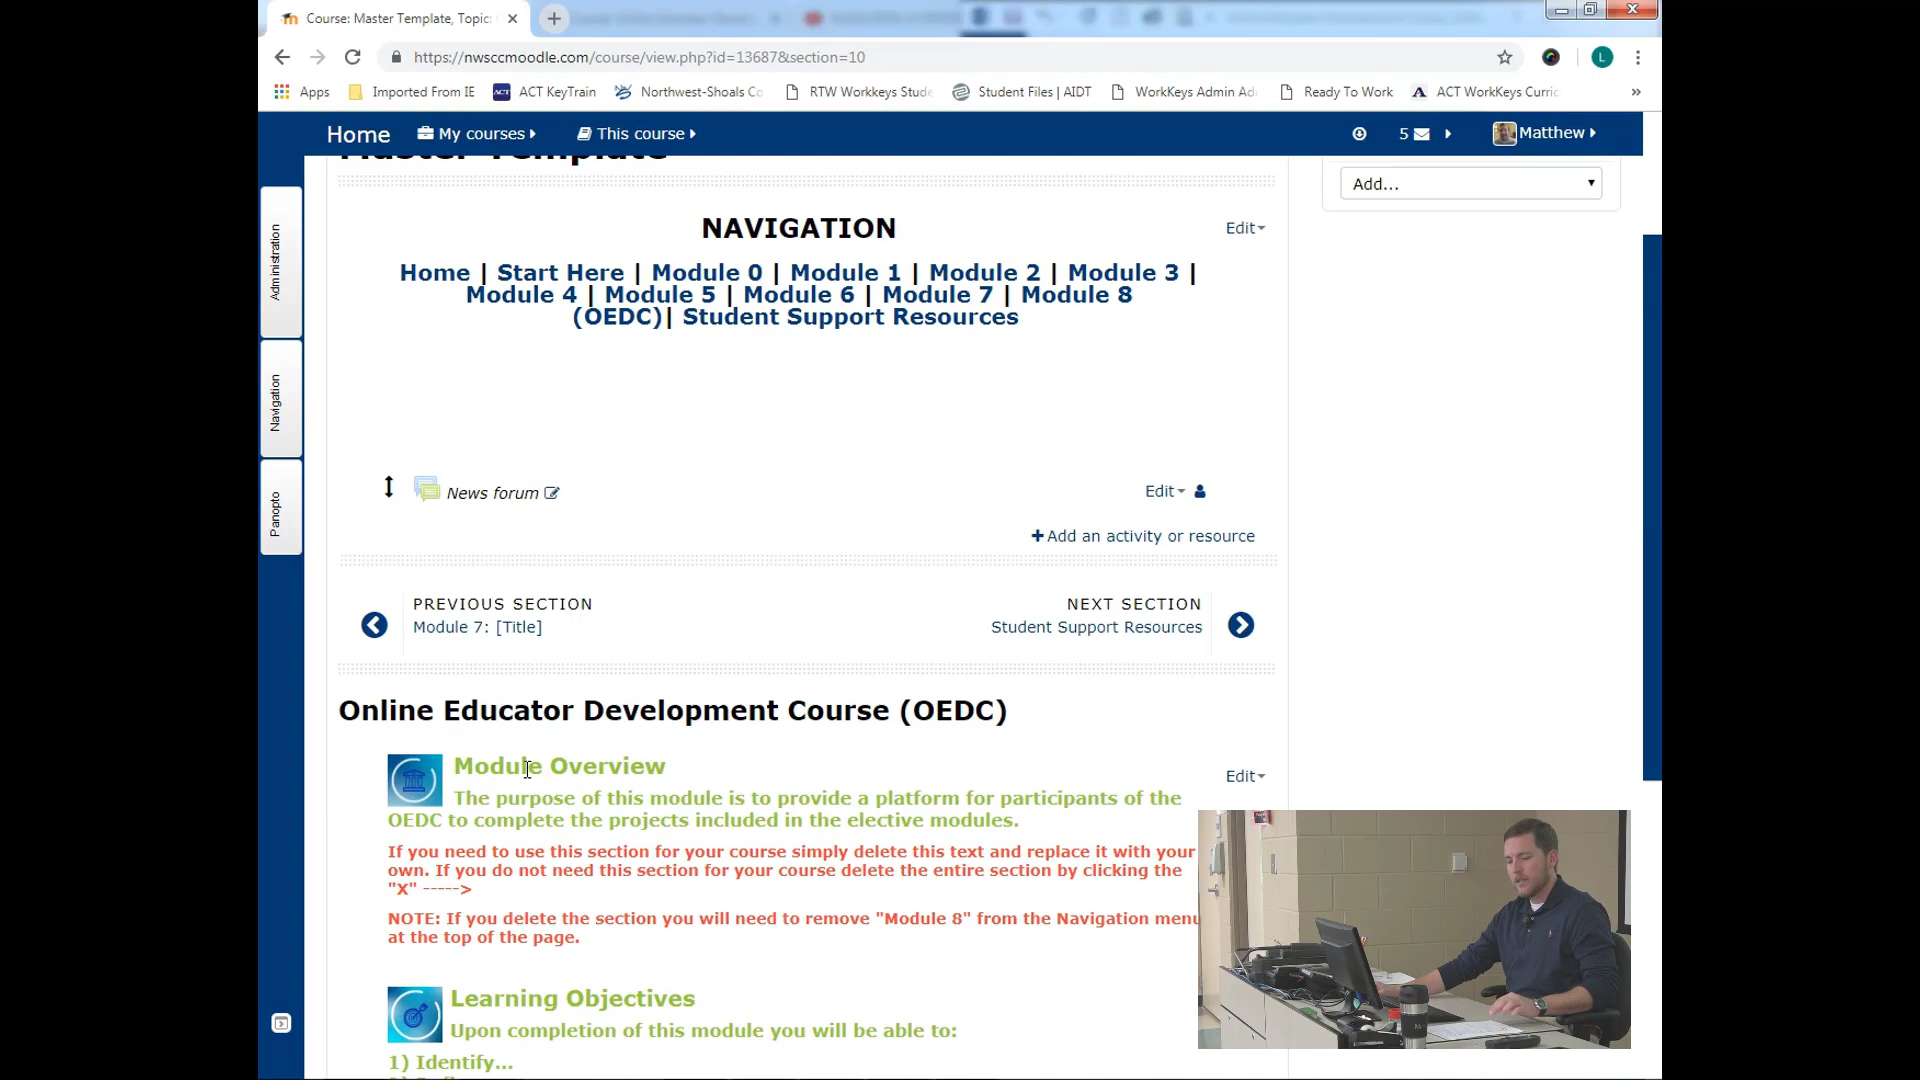 Course: Master Template, Topic:
https://nwsccmoodle.com/course/view.php?id=13687&section=10
L
Apps
Imported From IE
ACT KeyTrain
Northwest-Shoals Co
RTW Workkeys Stude
Student Files | AIDT
WorkKeys Admin Ad
Ready To Work
ACT WorkKeys Curric
»
Home
My courses
This course
5
Matthew
Master Template
Add...
Administration
Navigation
Panopto
NAVIGATION
Edit
Home | Start Here | Module 0 | Module 1 | Module 2 | Module 3 |
Module 4 | Module 5 | Module 6 | Module 7 | Module 8
(OEDC)| Student Support Resources
News forum
Edit
+Add an activity or resource
PREVIOUS SECTION
Module 7: [Title]
NEXT SECTION
Student Support Resources
Online Educator Development Course (OEDC)
Module Overview
Edit
The purpose of this module is to provide a platform for participants of the
OEDC to complete the projects included in the elective modules.
If you need to use this section for your course simply delete this text and replace it with your
own. If you do not need this section for your course delete the entire section by clicking the
"X" ----->
NOTE: If you delete the section you will need to remove "Module 8" from the Navigation menu
at the top of the page.
Learning Objectives
Upon completion of this module you will be able to:
1) Identify...